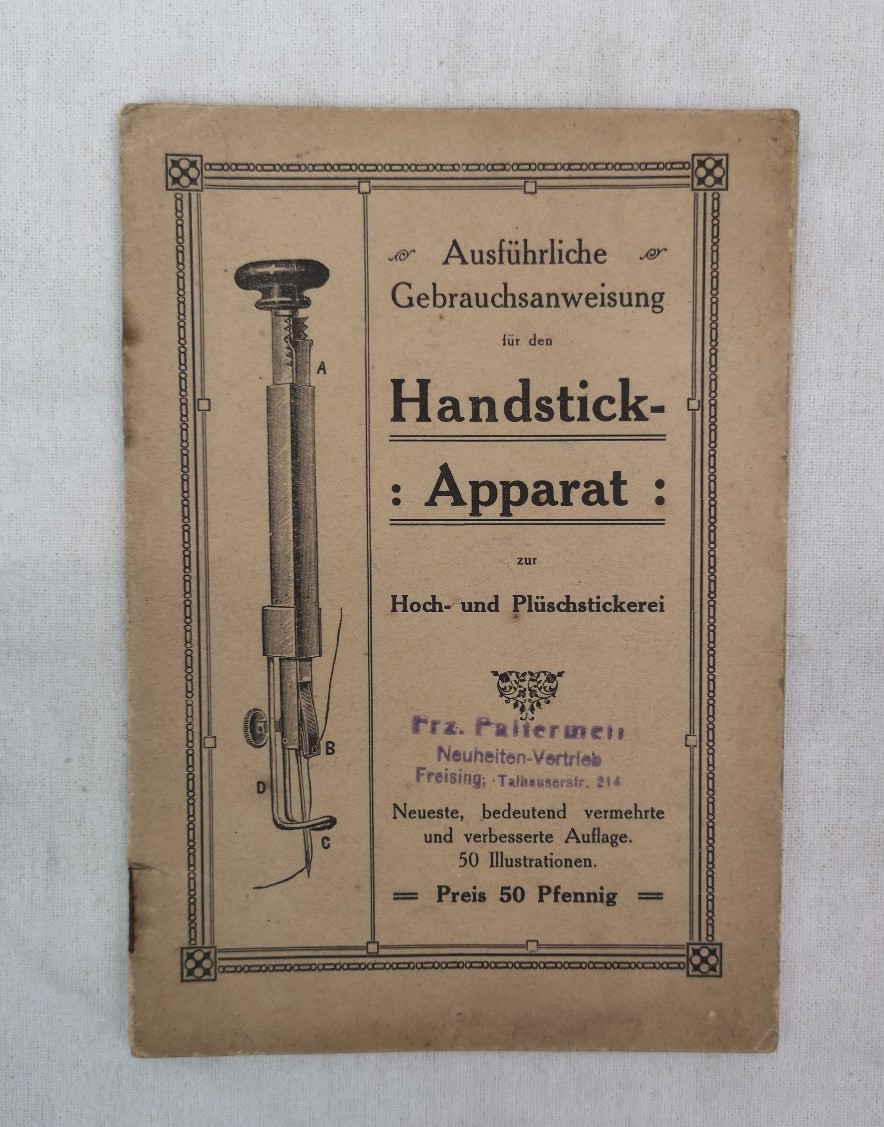 Ausführliche
Gebrauchsanweisung
für den
Handstick-
: Apparat :
zur
Hoch- und Plüschstickerei
A
B
D
C
Frz.
Neuheiten-Vertrieb
Freising, Talhauserstr. 214
Neueste, bedeutend vermehrte
und verbesserte Auflage.
50 Illustrationen.
Preis 50 Pfennig